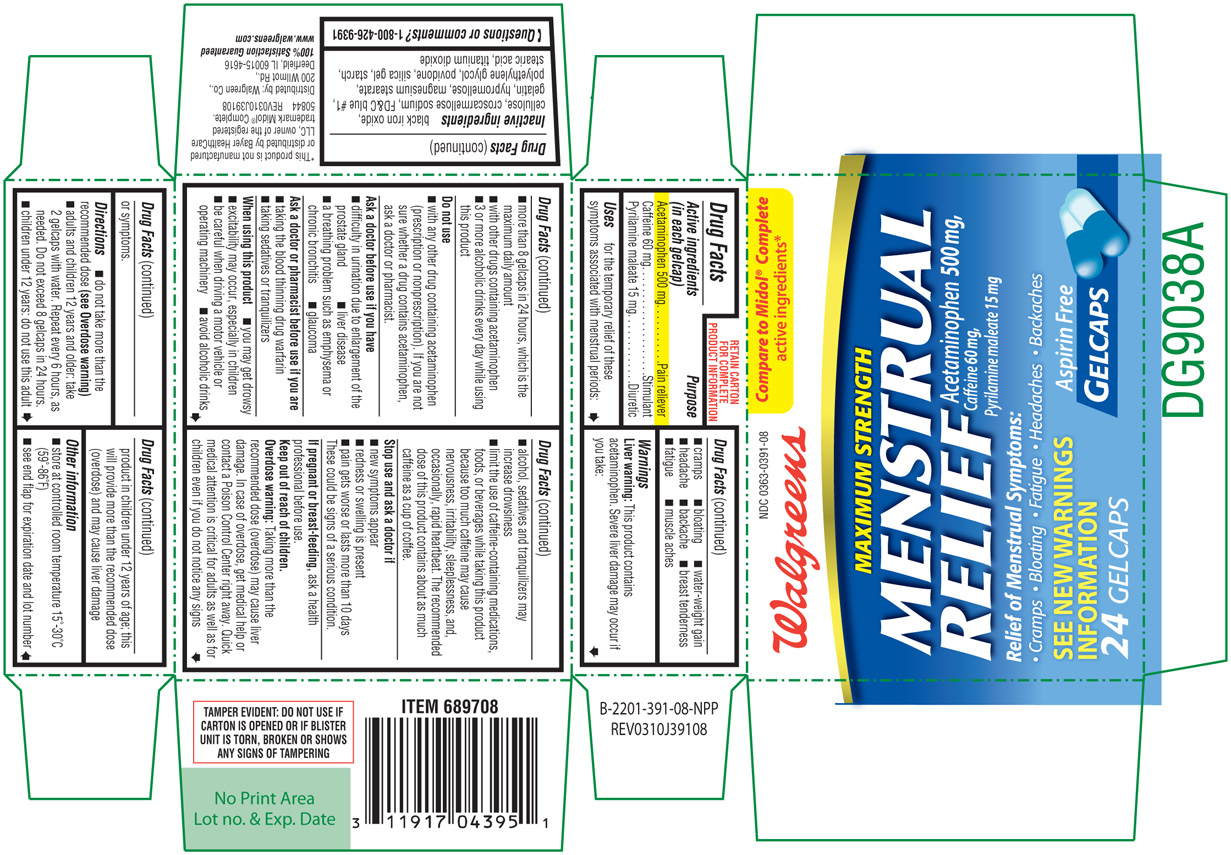 DG9038A
MAXIMUM STRENGTH
MENSTRUAL
RELIEF
Acetaminophen 500 mg,
Caffeine 60 mg,
Pyrilamine maleate 15 mg
Relief of Menstrual Symptoms:
• Cramps • Bloating • Fatigue • Headaches • Backaches
Aspirin Free
GELCAPS
SEE NEW WARNINGS
INFORMATION
24 GELCAPS
Compare to Midol® Complete
active ingredients*
Walgreens
NDC 0363-0391-08
RETAIN CARTON
FOR COMPLETE
PRODUCT INFORMATION
Drug Facts
Active ingredients
(in each gelcap) Purpose
Acetaminophen 500 mg..........Pain reliever
Caffeine 60 mg..........Stimulant
Pyrilamine maleate 15 mg..........Diuretic
Uses for the temporary relief of these
symptoms associated with menstrual periods:
Drug Facts (continued)
■ cramps ■ bloating ■ water-weight gain
■ headache ■ backache ■ breast tenderness
■ fatigue ■ muscle aches
Warnings
Liver warning: This product contains
acetaminophen. Severe liver damage may occur if
you take:
Drug Facts (continued)
■ more than 8 gelcaps in 24 hours, which is the
maximum daily amount
■ with other drugs containing acetaminophen
■ 3 or more alcoholic drinks every day while using
this product
Do not use
■ with any other drug containing acetaminophen
(prescription or nonprescription). If you are not
sure whether a drug contains acetaminophen,
ask a doctor or pharmacist.
Ask a doctor before use if you have
■ difficulty in urination due to enlargement of the
prostate gland ■ liver disease
■ a breathing problem such as emphysema or
chronic bronchitis ■ glaucoma
Ask a doctor or pharmacist before use if you are
■ taking the blood thinning drug warfarin
■ taking sedatives or tranquilizers
When using this product ■ you may get drowsy
■ excitability may occur, especially in children
■ be careful when driving a motor vehicle or
operating machinery ■ avoid alcoholic drinks
Drug Facts (continued)
■ alcohol, sedatives and tranquilizers may
increase drowsiness
■ limit the use of caffeine-containing medications,
foods, or beverages while taking this product
because too much caffeine may cause
nervousness, irritability, sleeplessness, and,
occasionally, rapid heartbeat. The recommended
dose of this product contains about as much
caffeine as a cup of coffee.
Stop use and ask a doctor if
■ new symptoms appear
■ redness or swelling is present
■ pain gets worse or lasts more than 10 days
These could be signs of a serious condition.
If pregnant or breast-feeding, ask a health
professional before use.
Keep out of reach of children.
Overdose warning: Taking more than the
recommended dose (overdose) may cause liver
damage. In case of overdose, get medical help or
contact a Poison Control Center right away. Quick
medical attention is critical for adults as well as for
children even if you do not notice any signs
Drug Facts (continued)
or symptoms.
Directions ■ do not take more than the
recommended dose (see Overdose warning)
■ adults and children 12 years and older: take
2 gelcaps with water. Repeat every 6 hours, as
needed. Do not exceed 8 gelcaps in 24 hours.
■ children under 12 years: do not use this adult
Drug Facts (continued)
product in children under 12 years of age; this
will provide more than the recommended dose
(overdose) and may cause liver damage
Other information
■ store at controlled room temperature 15°-30°C
(59°-86°F)
■ see end flap for expiration date and lot number
Drug Facts (continued)
Inactive ingredients black iron oxide,
cellulose, croscarmellose sodium, FD&C blue #1,
gelatin, hypromellose, magnesium stearate,
polyethylene glycol, povidone, silica gel, starch,
stearic acid, titanium dioxide
Questions or comments? 1-800-426-9391
*This product is not manufactured
or distributed by Bayer HealthCare
LLC, owner of the registered
trademark Midol® Complete.
50844 REV0310J39108
Distributed by: Walgreen Co.,
200 Wilmot Rd.,
Deerfield, IL 60015-4616
100% Satisfaction Guaranteed
www.walgreens.com
TAMPER EVIDENT: DO NOT USE IF
CARTON IS OPENED OR IF BLISTER
UNIT IS TORN, BROKEN OR SHOWS
ANY SIGNS OF TAMPERING
No Print Area
Lot no. & Exp. Date
ITEM 689708
3 11917 04395 1
B-2201-391-08-NPP
REV0310J39108